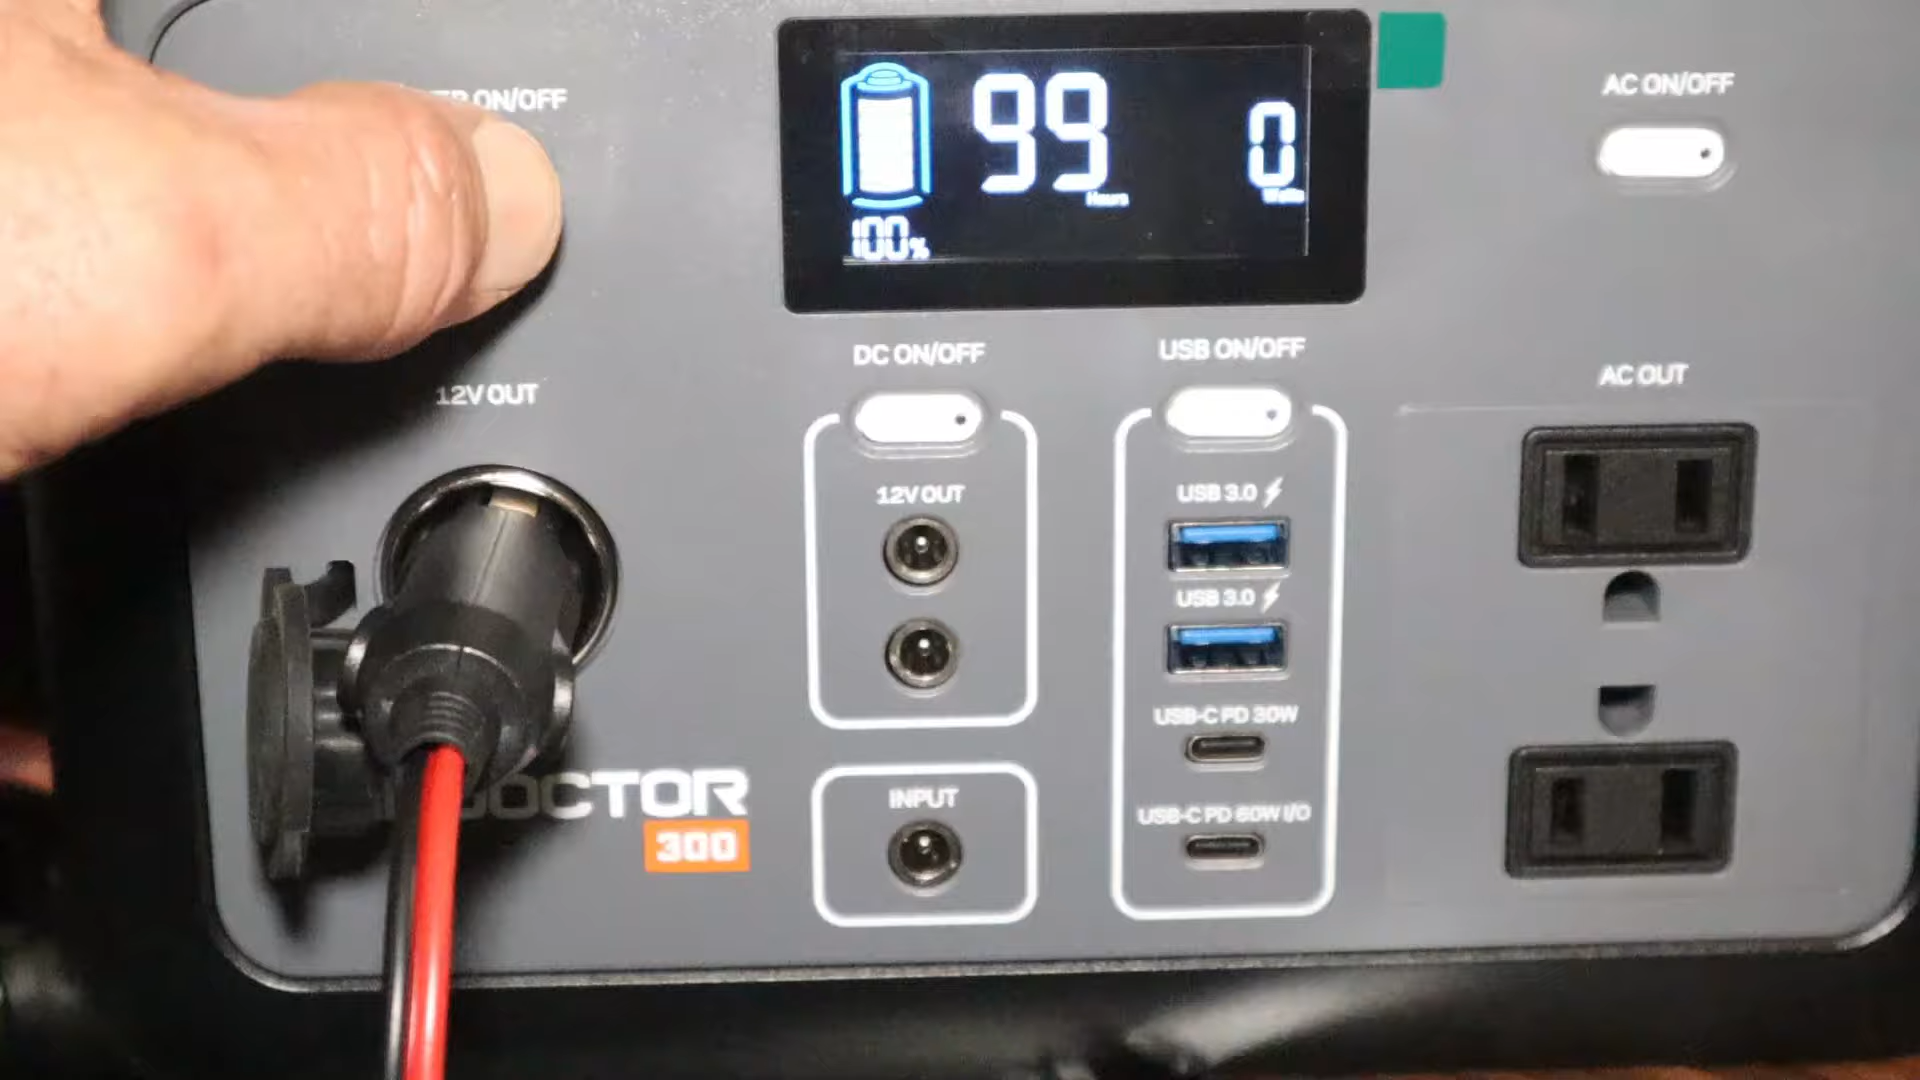 ON/OFF
99
Hours
0
Watts
100%
AC ON/OFF
DC ON/OFF
USB ON/OFF
AC OUT
12V OUT
12V OUT
USB 3.0
USB 3.0
USB-C PD 30W
USB-C PD 60W I/O
INPUT
300